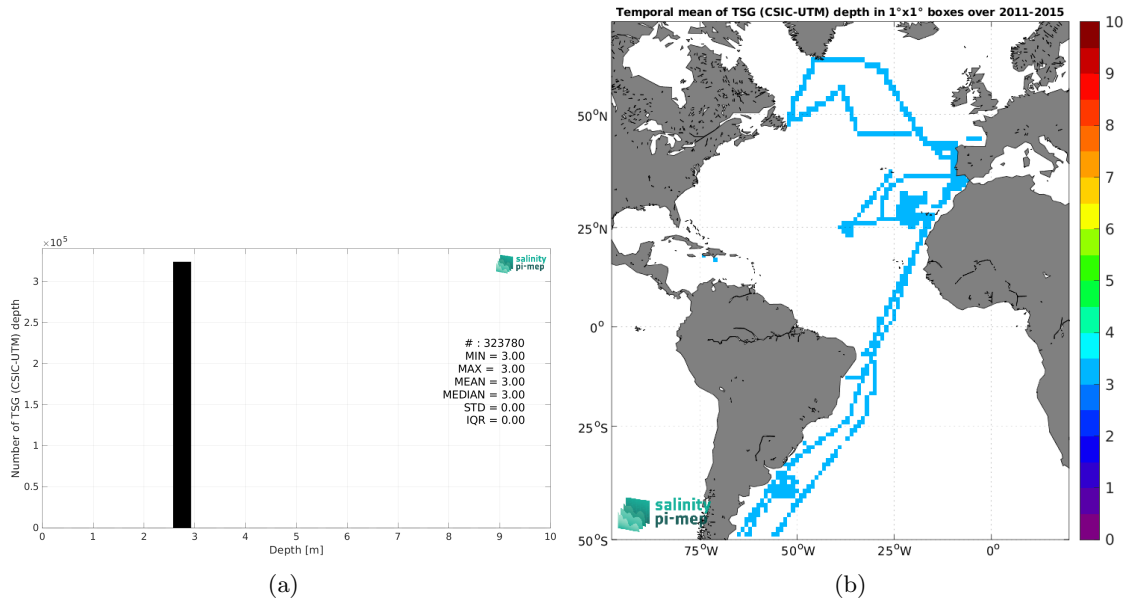 ×10^5
3
2.5
2
1.5
1
0.5
0
Number of TSG (CSIC-UTM) depth
salinity
pi-mep
# : 323780
MIN = 3.00
MAX = 3.00
MEAN = 3.00
MEDIAN = 3.00
STD = 0.00
IQR = 0.00
0 1 2 3 4 5 6 7 8 9 10
Depth [m]
(a)
Temporal mean of TSG (CSIC-UTM) depth in 1°x1° boxes over 2011-2015
50°N
25°N
0°
25°S
50°S
75°W 50°W 25°W 0°
salinity
pi-mep
10
9
8
7
6
5
4
3
2
1
0
(b)